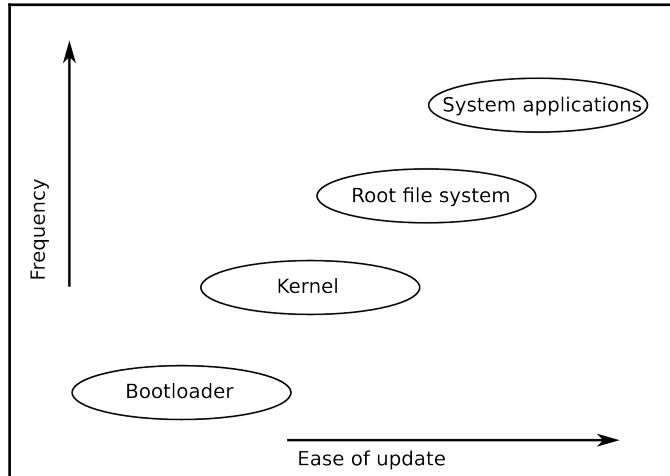 System applications
Root file system
Frequency
Kernel
Bootloader
Ease of update